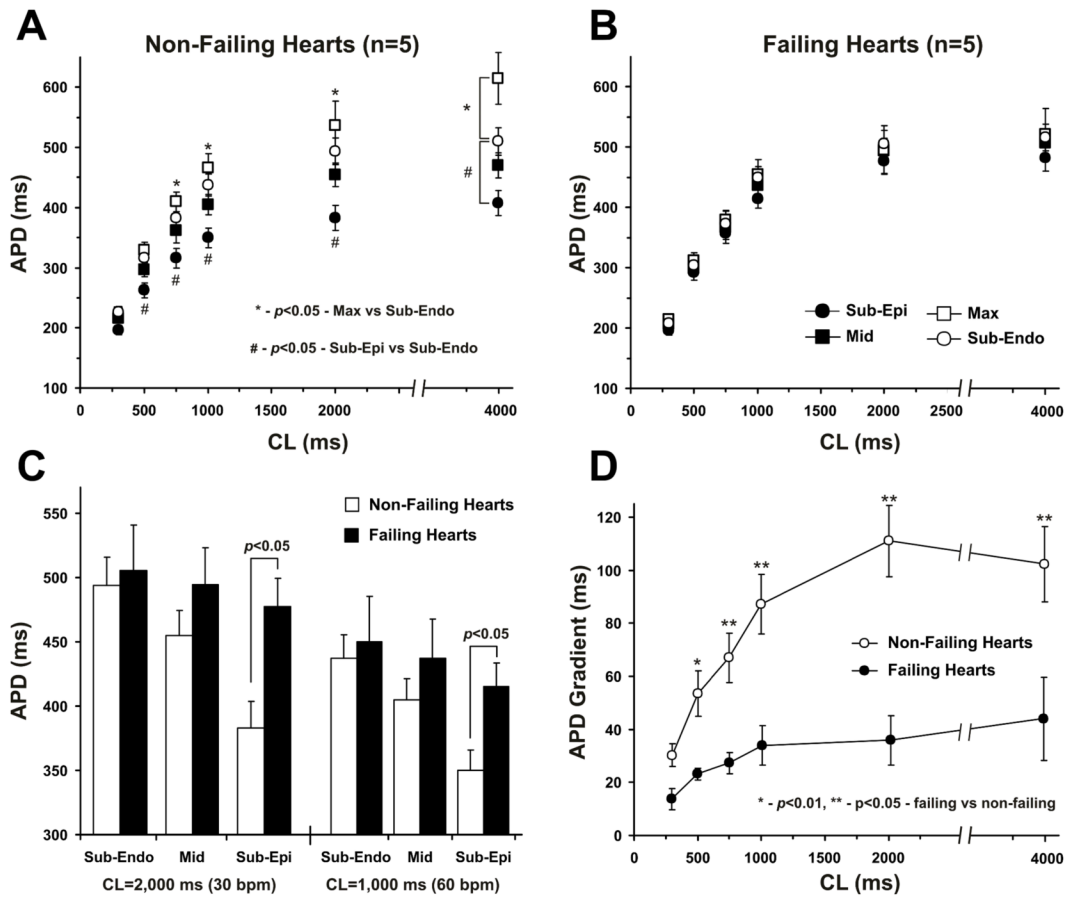 A
Non-Failing Hearts (n=5)
600
500
400
300
200
100
APD (ms)
*
*
*
*
*
#
#
#
#
#
* - p<0.05 - Max vs Sub-Endo
# - p<0.05 - Sub-Epi vs Sub-Endo
0 500 1000 1500 2000 4000
CL (ms)
B
Failing Hearts (n=5)
600
500
400
300
200
100
APD (ms)
Sub-Epi
Mid
Max
Sub-Endo
0 500 1000 1500 2000 2500 4000
CL (ms)
C
550
500
450
400
350
300
APD (ms)
Non-Failing Hearts
Failing Hearts
p<0.05
p<0.05
Sub-Endo Mid Sub-Epi Sub-Endo Mid Sub-Epi
CL=2,000 ms (30 bpm) CL=1,000 ms (60 bpm)
D
120
100
80
60
40
20
0
APD Gradient (ms)
*
**
**
**
**
Non-Failing Hearts
Failing Hearts
* - p<0.01, ** - p<0.05 - failing vs non-failing
0 500 1000 1500 2000 4000
CL (ms)